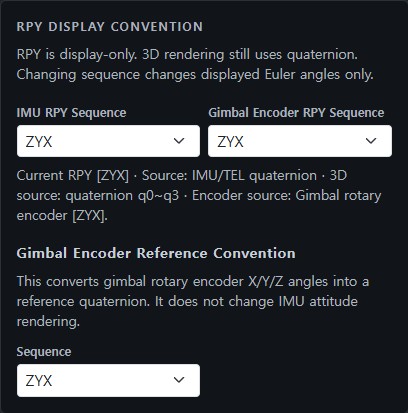 RPY DISPLAY CONVENTION
RPY is display-only. 3D rendering still uses quaternion.
Changing sequence changes displayed Euler angles only.
IMU RPY Sequence
Gimbal Encoder RPY Sequence
ZYX
ZYX
Current RPY [ZYX] · Source: IMU/TEL quaternion · 3D
source: quaternion q0~q3 · Encoder source: Gimbal rotary
encoder [ZYX].
Gimbal Encoder Reference Convention
This converts gimbal rotary encoder X/Y/Z angles into a
reference quaternion. It does not change IMU attitude
rendering.
Sequence
ZYX